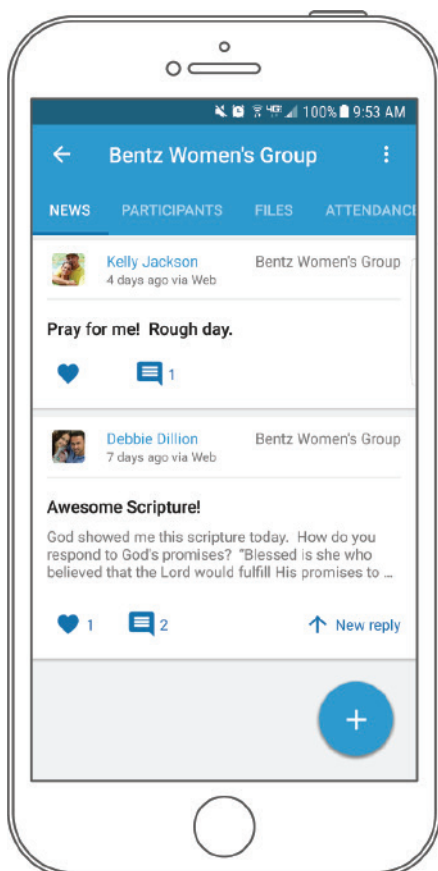 4G 100% 9:53 AM
Bentz Women's Group
NEWS PARTICIPANTS FILES ATTENDANCE
Kelly Jackson Bentz Women's Group
4 days ago via Web
Pray for me!  Rough day.
1
Debbie Dillion Bentz Women's Group
7 days ago via Web
Awesome Scripture!
God showed me this scripture today.  How do you
respond to God's promises?  "Blessed is she who
believed that the Lord would fulfill His promises to ...
1 2 New reply